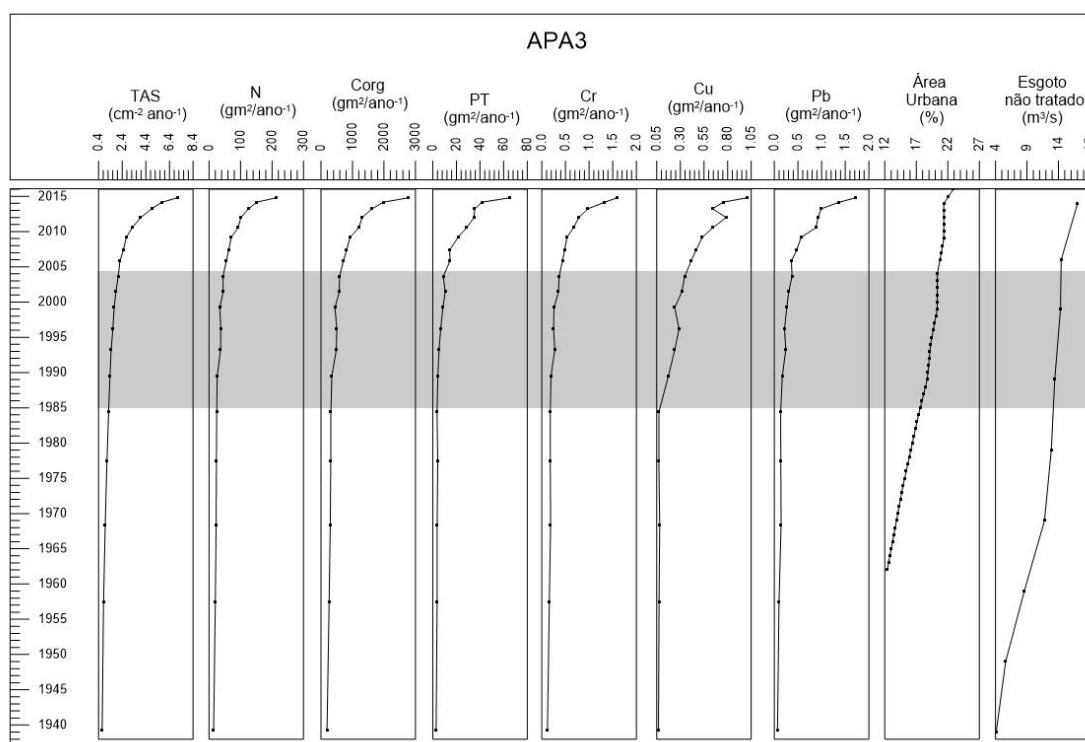 APA3
TAS
(cm-² ano-¹)
N
(gm²/ano-¹)
Corg
(gm²/ano-¹)
PT
(gm²/ano-¹)
Cr
(gm²/ano-¹)
Cu
(gm²/ano-¹)
Pb
(gm²/ano-¹)
Área
Urbana
(%)
Esgoto
não tratado
(m³/s)
0.4 2.4 4.4 6.4 8.4
0 100 200 300
0 1000 2000 3000
0 20 40 60 80
0.0 0.5 1.0 1.5 2.0
0.05 0.30 0.55 0.80 1.05
0.0 0.5 1.0 1.5
12 17 22 27
4 9 14
2015
2010
2005
2000
1995
1990
1985
1980
1975
1970
1965
1960
1955
1950
1945
1940